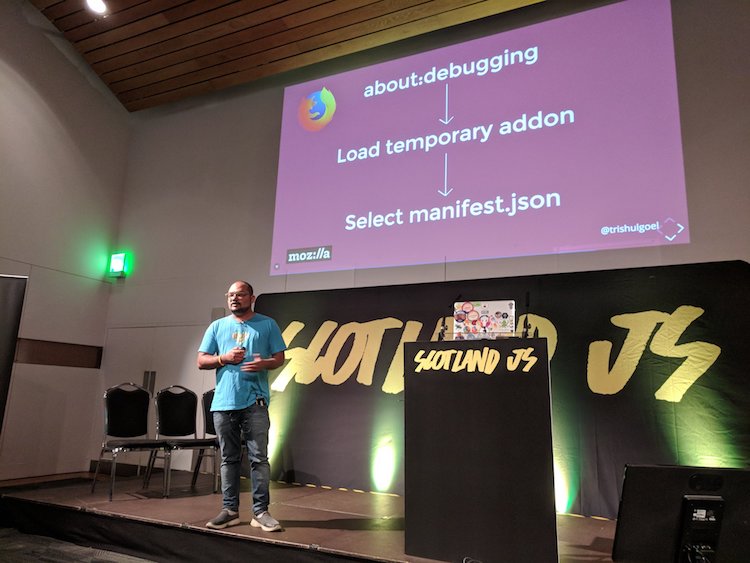 about:debugging
Load temporary addon
Select manifest.json
@trishulgoel
moz://a
SCOTLAND JS
SCOTLAND JS